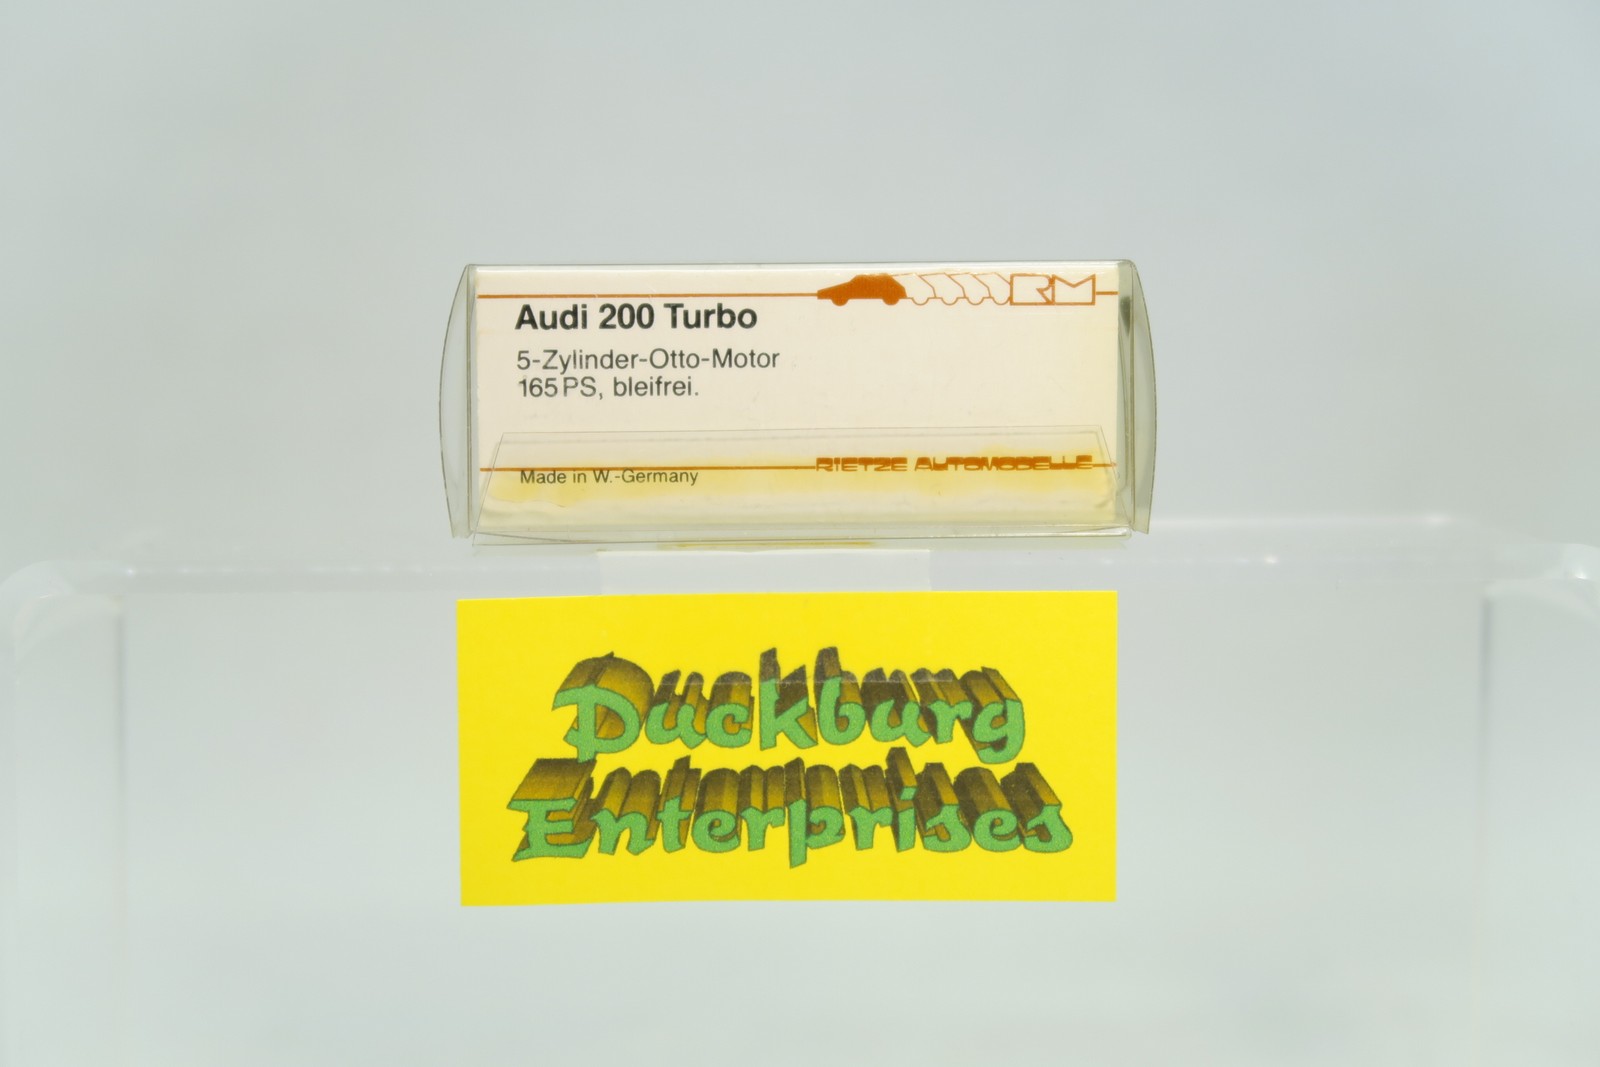 RM
Audi 200 Turbo
5-Zylinder-Otto-Motor
165 PS, bleifrei.
RIETZE AUTOMODELLE
Made in W.-Germany
Duckburg
Enterprises